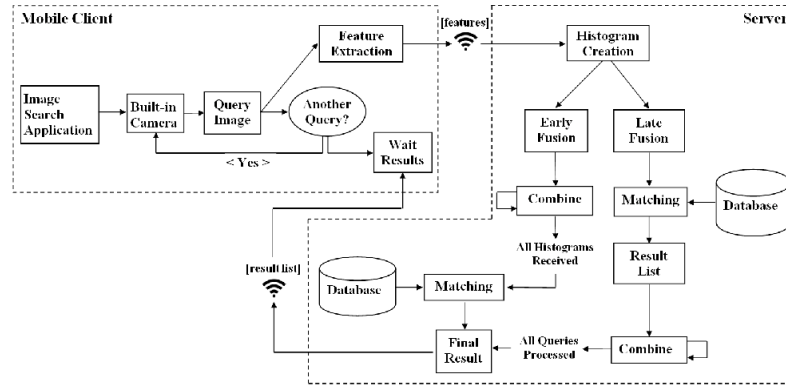 Mobile Client
Server
Feature
Extraction
[features]
Histogram
Creation
Image
Search
Application
Built-in
Camera
Query
Image
Another
Query?
Early
Fusion
Late
Fusion
< Yes >
Wait
Results
Combine
Matching
Database
All Histograms
Received
Result
List
[result list]
Database
Matching
Final
Result
All Queries
Processed
Combine